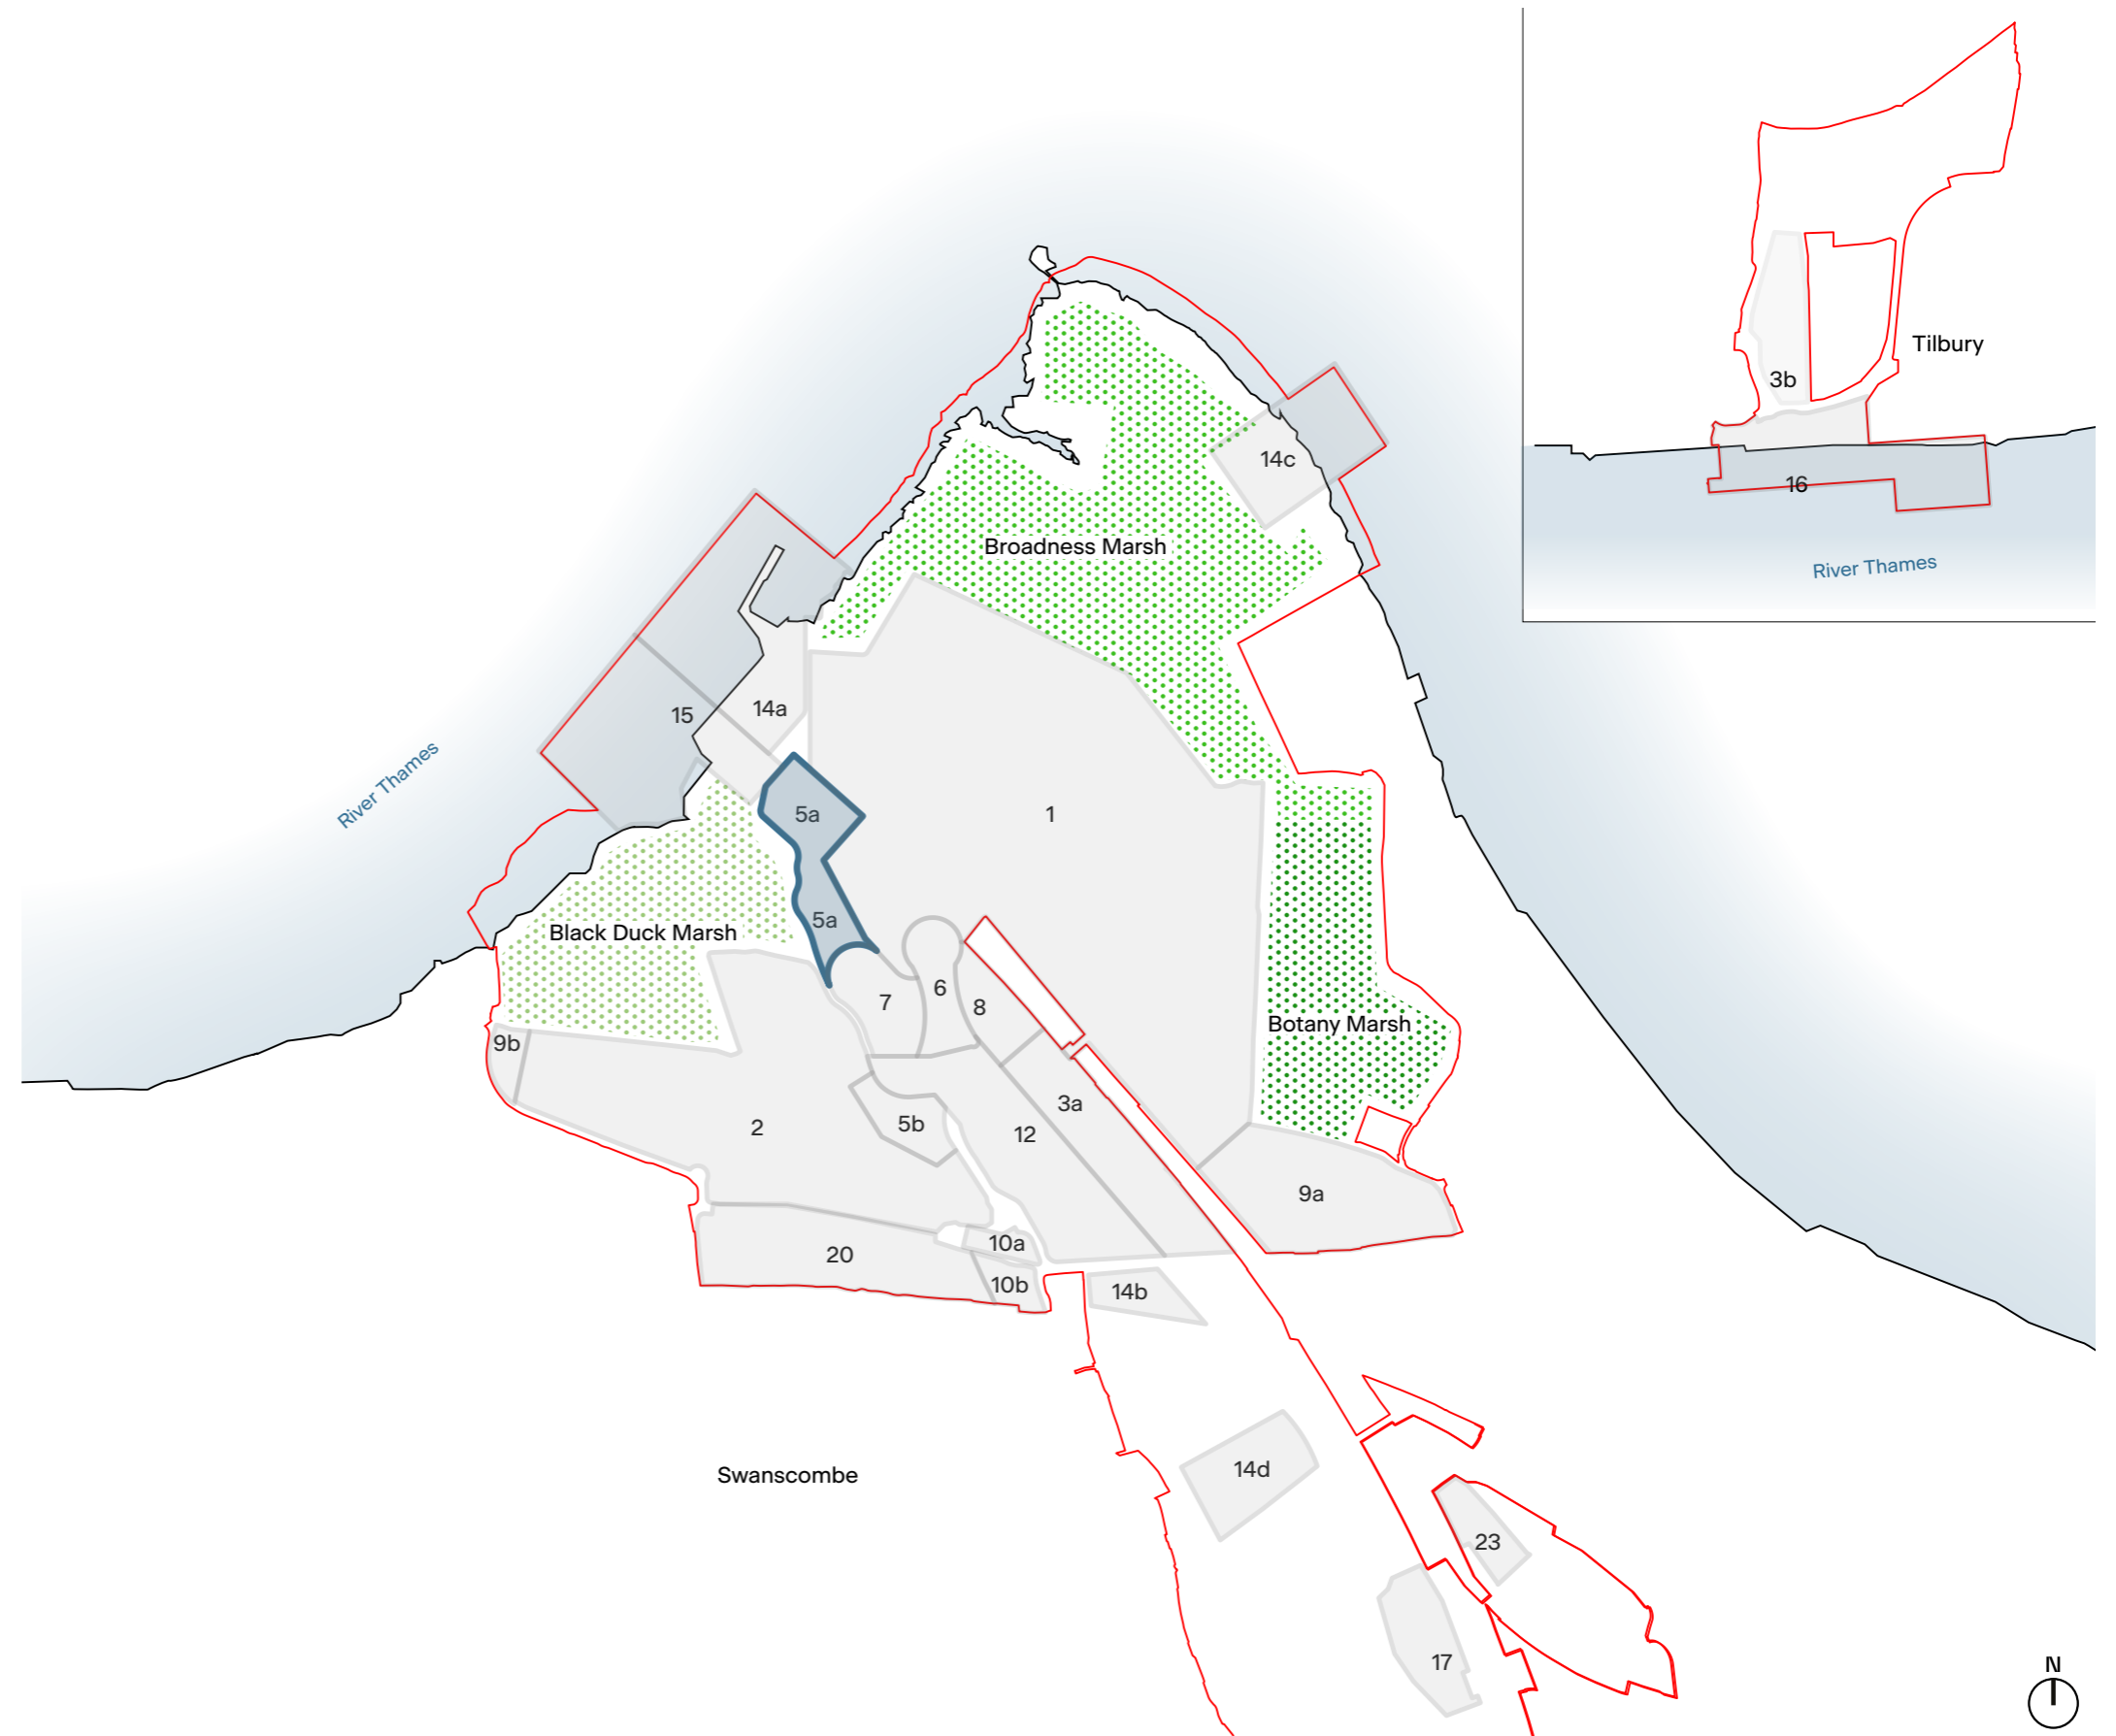 Tilbury
3b
16
River Thames
14c
Broadness Marsh
15
14a
River Thames
5a
1
5a
Black Duck Marsh
6
7
8
Botany Marsh
9b
3a
5b
2
12
9a
10a
20
10b
14b
14d
Swanscombe
23
17
N